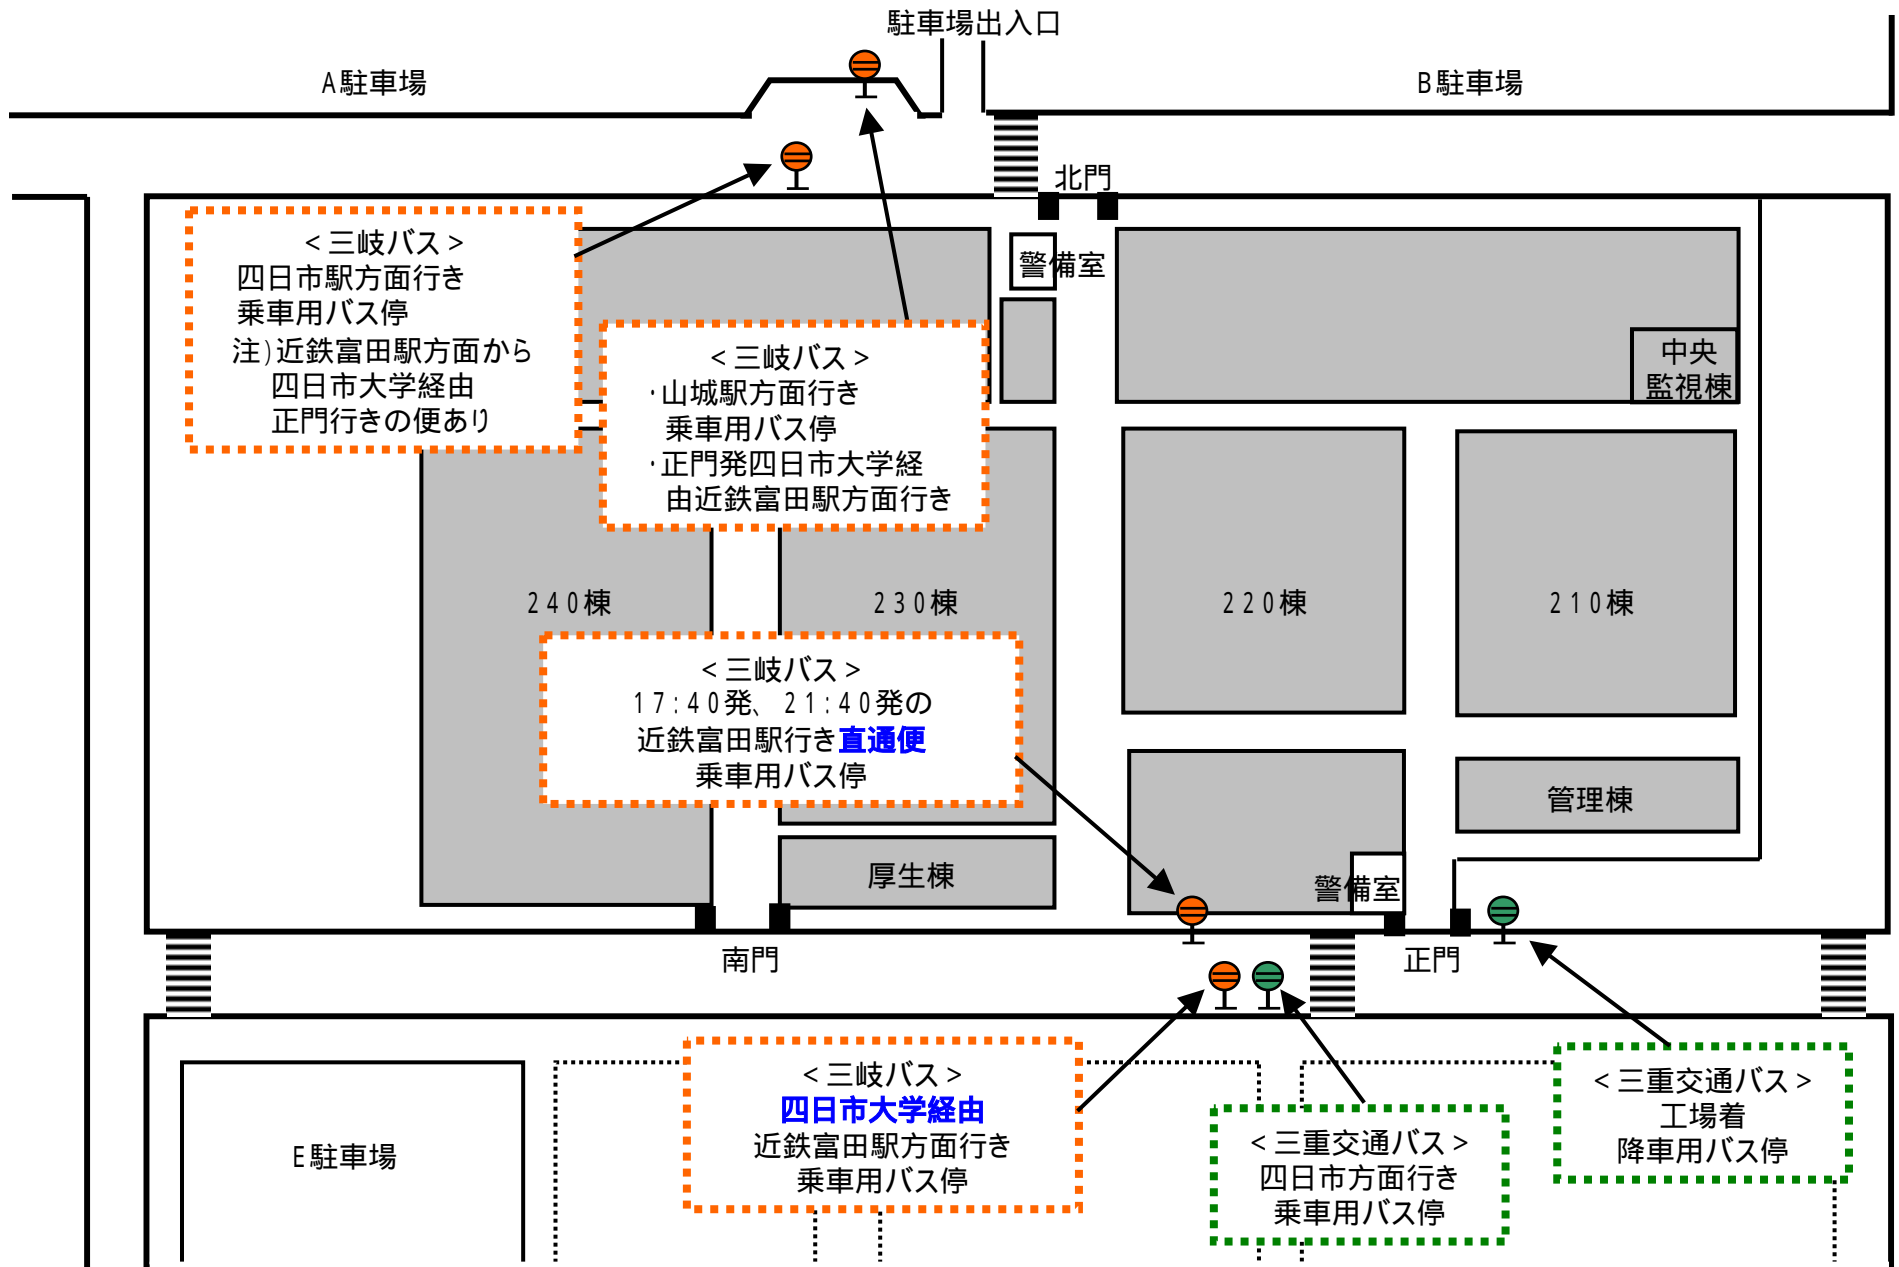 駐車場出入口
A駐車場
B駐車場
北門
<三岐バス>
四日市駅方面行き
乗車用バス停
注)近鉄富田駅方面から
四日市大学経由
正門行きの便あり
警備室
<三岐バス>
・山城駅方面行き
乗車用バス停
・正門発四日市大学経
由近鉄富田駅方面行き
中央
監視棟
240棟
230棟
220棟
210棟
<三岐バス>
17:40発、21:40発の
近鉄富田駅行き直通便
乗車用バス停
管理棟
厚生棟
警備室
南門
正門
<三岐バス>
四日市大学経由
近鉄富田駅方面行き
乗車用バス停
<三重交通バス>
四日市方面行き
乗車用バス停
<三重交通バス>
工場着
降車用バス停
E駐車場